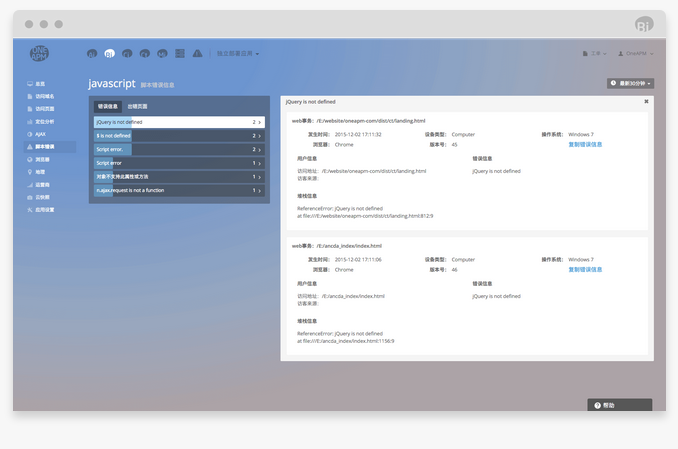 Bi
ONE
APM
Bi
Bi
Ci
Mi
独立部署应用
工单
OneAPM
总览
访问域名
访问页面
定位分析
AJAX
脚本错误
浏览器
地理
运营商
云快照
应用设置
javascript 脚本错误信息
最新30分钟
错误信息 出错页面
jQuery is not defined 2
$ is not defined 2
Script error. 2
Script error 1
对象不支持此属性或方法 1
n.ajax.request is not a function 1
jQuery is not defined
web事务: /E:/website/oneapm-com/dist/ct/landing.html
发生时间: 2015-12-02 17:11:32 设备类型: Computer 操作系统: Windows 7
浏览器: Chrome 版本号: 45 复制错误信息
用户信息 错误信息
访问地址: /E:/website/oneapm-com/dist/ct/landing.html jQuery is not defined
访客来源:
堆栈信息
ReferenceError: jQuery is not defined
at file:///E:/website/oneapm-com/dist/ct/landing.html:812:9
web事务: /E:/ancda_index/index.html
发生时间: 2015-12-02 17:11:06 设备类型: Computer 操作系统: Windows 7
浏览器: Chrome 版本号: 46 复制错误信息
用户信息 错误信息
访问地址: /E:/ancda_index/index.html jQuery is not defined
访客来源:
堆栈信息
ReferenceError: jQuery is not defined
at file:///E:/ancda_index/index.html:1156:9
帮助